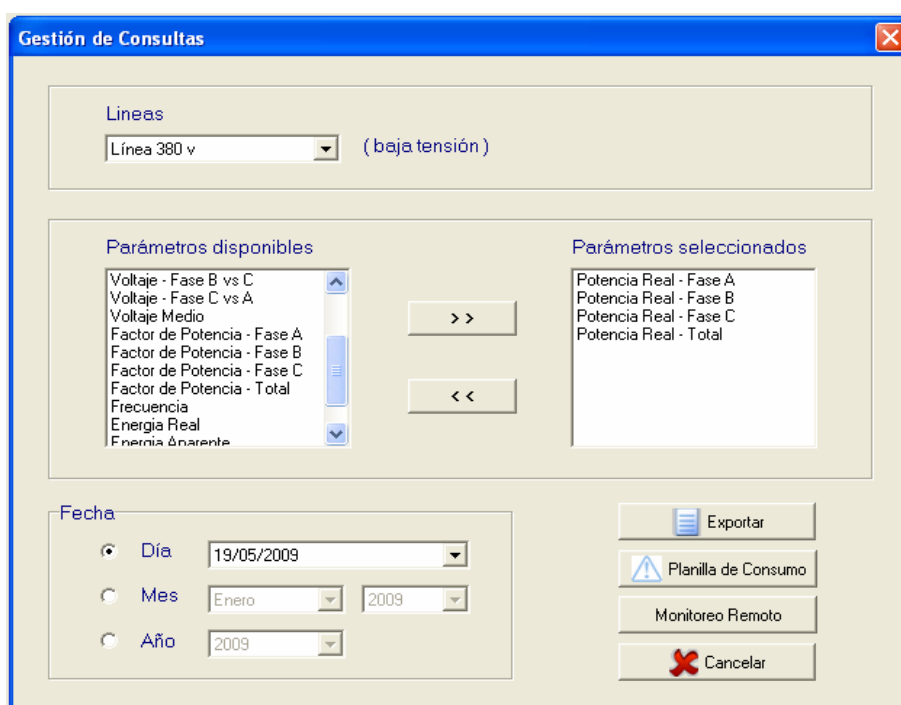 Gestión de Consultas
Lineas
Línea 380 v
( baja tensión )
Parámetros disponibles
Voltaje - Fase B vs C
Voltaje - Fase C vs A
Voltaje Medio
Factor de Potencia - Fase A
Factor de Potencia - Fase B
Factor de Potencia - Fase C
Factor de Potencia - Total
Frecuencia
Energia Real
Energia Aparente
> >
< <
Parámetros seleccionados
Potencia Real - Fase A
Potencia Real - Fase B
Potencia Real - Fase C
Potencia Real - Total
Fecha
Día 19/05/2009
Mes Enero 2009
Año 2009
Exportar
Planilla de Consumo
Monitoreo Remoto
Cancelar